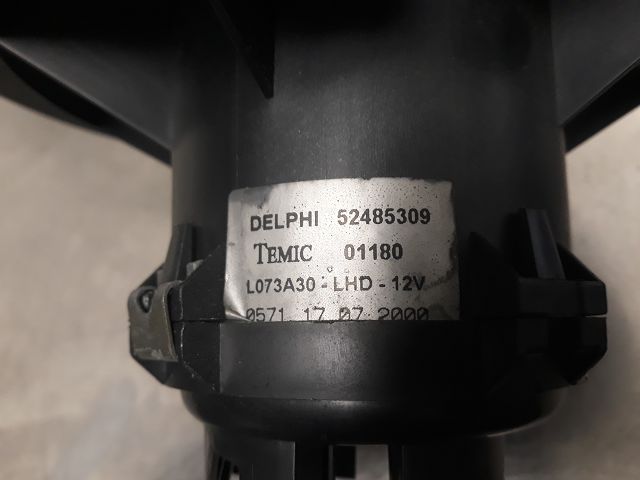 DELPHI 52485309
TEMIC 01180
L073A30 - LHD - 12V
0571 17 07 2000